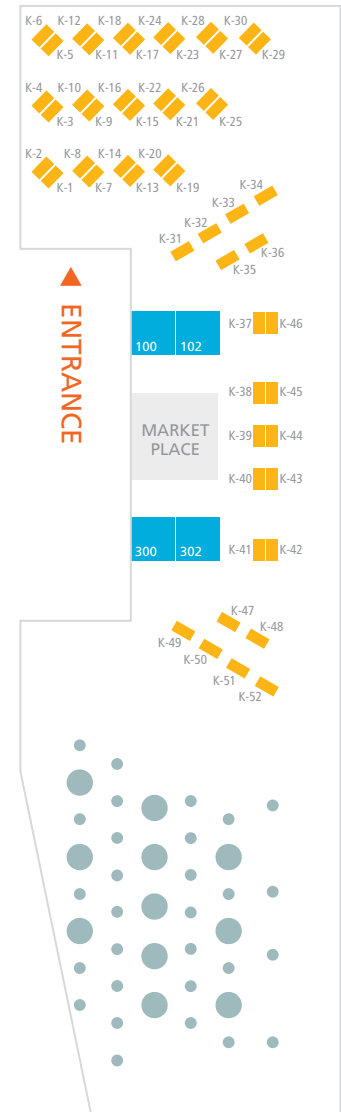 K-6 K-12 K-18 K-24 K-28 K-30
K-5 K-11 K-17 K-23 K-27 K-29
K-4 K-10 K-16 K-22 K-26
K-3 K-9 K-15 K-21 K-25
K-2 K-8 K-14 K-20
K-1 K-7 K-13 K-19
K-34
K-33
K-32
K-31
K-36
K-35
ENTRANCE
K-37 K-46
100 102
K-38 K-45
MARKET
PLACE
K-39 K-44
K-40 K-43
300 302
K-41 K-42
K-47
K-48
K-49
K-50
K-51
K-52